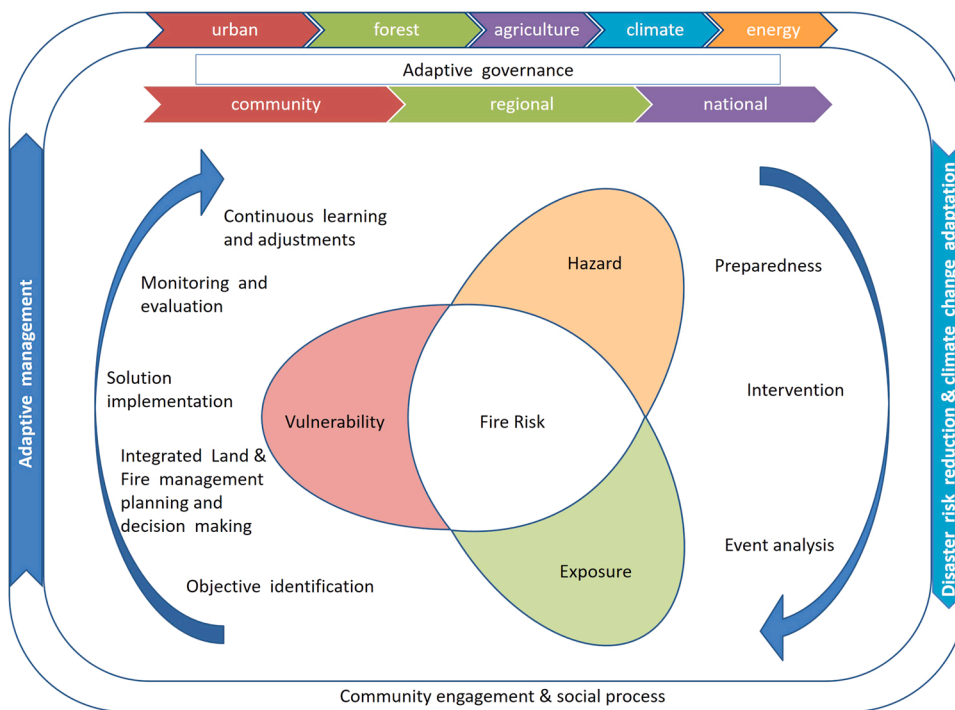 urban forest agriculture climate energy
Adaptive governance
community regional national
Adaptive management
Continuous learning
and adjustments
Monitoring and
evaluation
Solution
implementation
Integrated Land &
Fire management
planning and
decision making
Objective identification
Hazard
Vulnerability
Fire Risk
Exposure
Preparedness
Intervention
Event analysis
Disaster risk reduction & climate change adaptation
Community engagement & social process